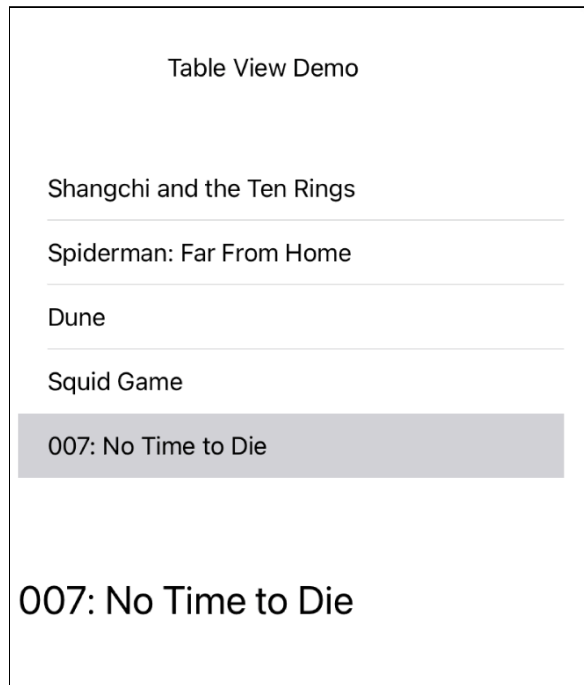 Table View Demo
Shangchi and the Ten Rings
Spiderman: Far From Home
Dune
Squid Game
007: No Time to Die
007: No Time to Die